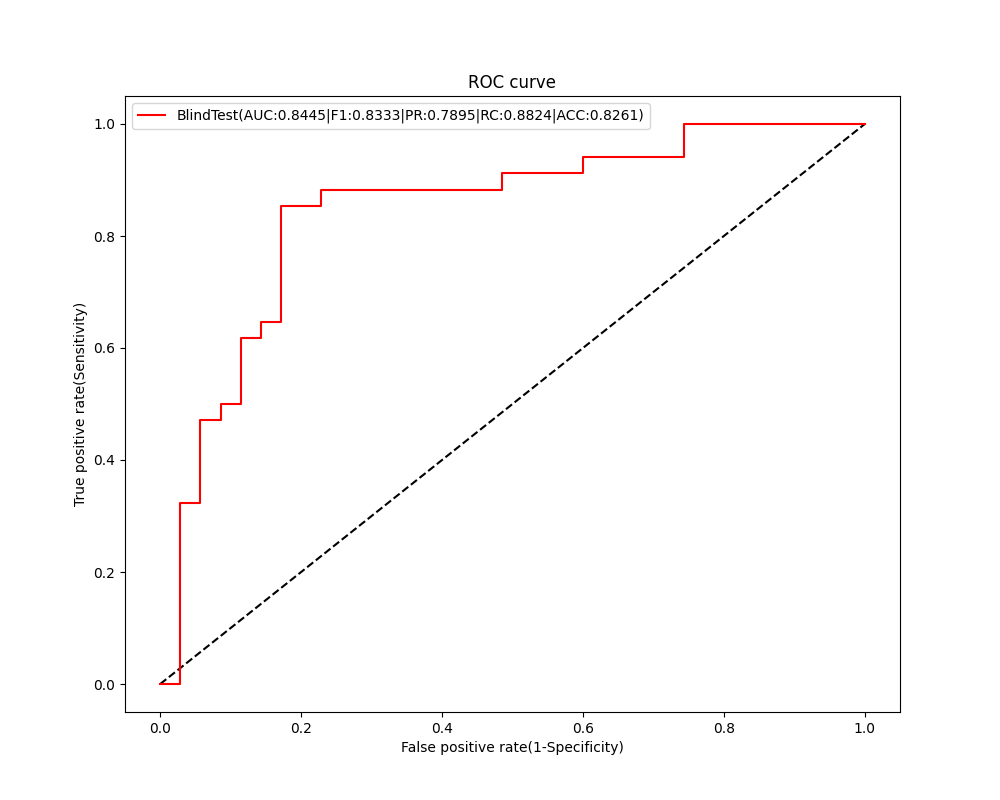 ROC curve
BlindTest(AUC:0.8445|F1:0.8333|PR:0.7895|RC:0.8824|ACC:0.8261)
1.0
0.8
0.6
0.4
0.2
0.0
True positive rate(Sensitivity)
0.0 0.2 0.4 0.6 0.8 1.0
False positive rate(1-Specificity)